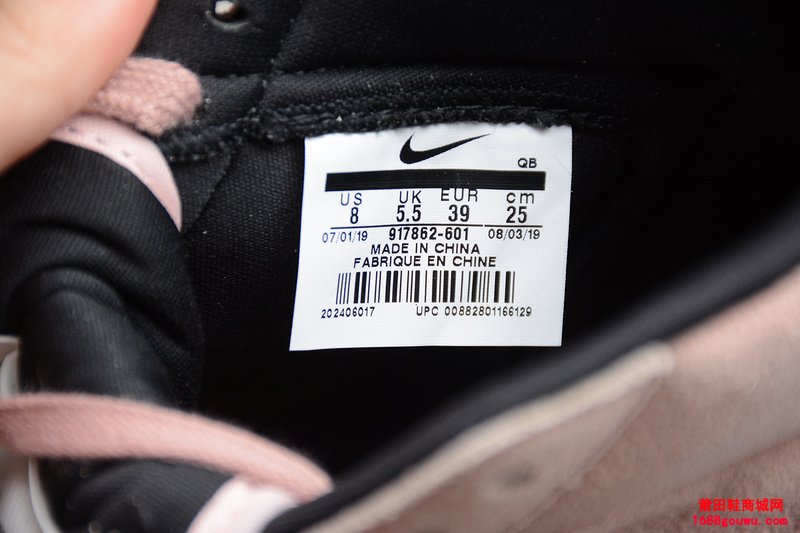 QB
US UK EUR cm
8 5.5 39 25
07/01/19 917862-601 08/03/19
MADE IN CHINA
FABRIQUE EN CHINE
202406017 UPC 00882801166129
莆田鞋商城网
1688gouwu.com